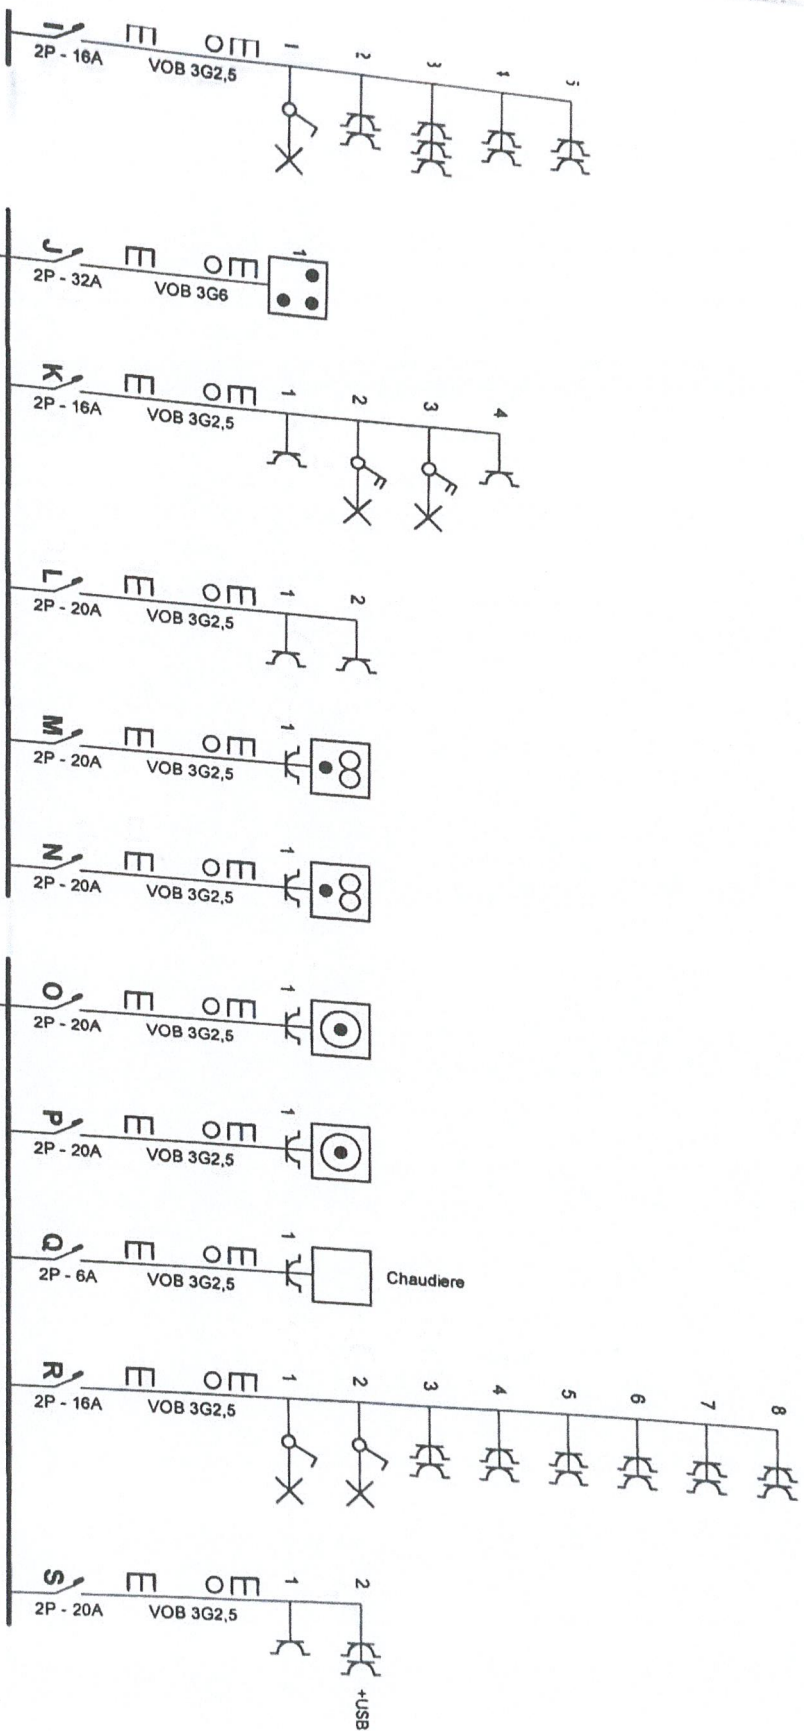 I
2P - 16A
VOB 3G2,5
1
2
3
4
5
J
2P - 32A
VOB 3G6
1
K
2P - 16A
VOB 3G2,5
1
2
3
4
L
2P - 20A
VOB 3G2,5
1
2
M
2P - 20A
VOB 3G2,5
1
N
2P - 20A
VOB 3G2,5
1
O
2P - 20A
VOB 3G2,5
1
P
2P - 20A
VOB 3G2,5
1
Q
2P - 6A
VOB 3G2,5
1
Chaudiere
R
2P - 16A
VOB 3G2,5
1
2
3
4
5
6
7
8
S
2P - 20A
VOB 3G2,5
1
2
+USB